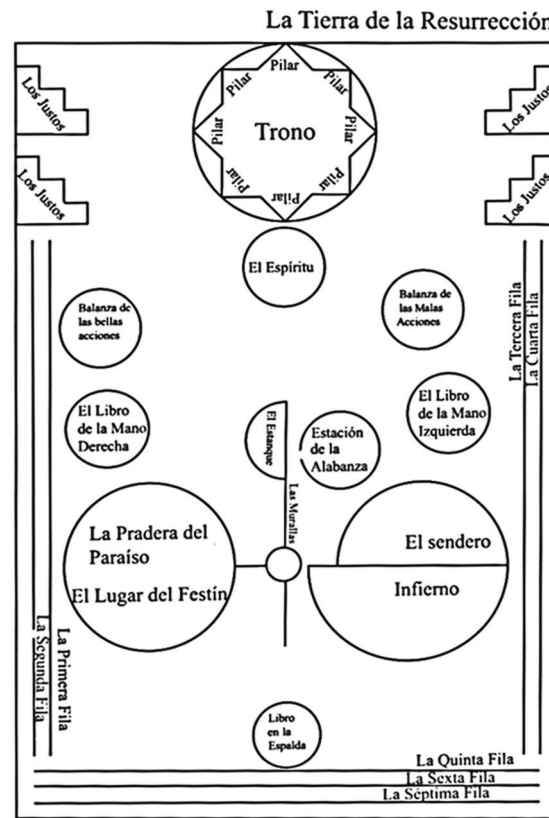 La Tierra de la Resurrección
Los Justos
Los Justos
Los Justos
Los Justos
Pilar
Pilar
Pilar
Pilar
Pilar
Pilar
Pilar
Pilar
Trono
El Espíritu
Balanza de
las bellas
acciones
Balanza de
las Malas
Acciones
La Tercera Fila
La Cuarta Fila
El Libro
de la Mano
Derecha
El Estanque
Estación
de la
Alabanza
El Libro
de la Mano
Izquierda
Las Murallas
La Pradera del
Paraíso
El Lugar del Festín
El sendero
Infierno
La Primera Fila
La Segunda Fila
Libro
en la
Espalda
La Quinta Fila
La Sexta Fila
La Séptima Fila